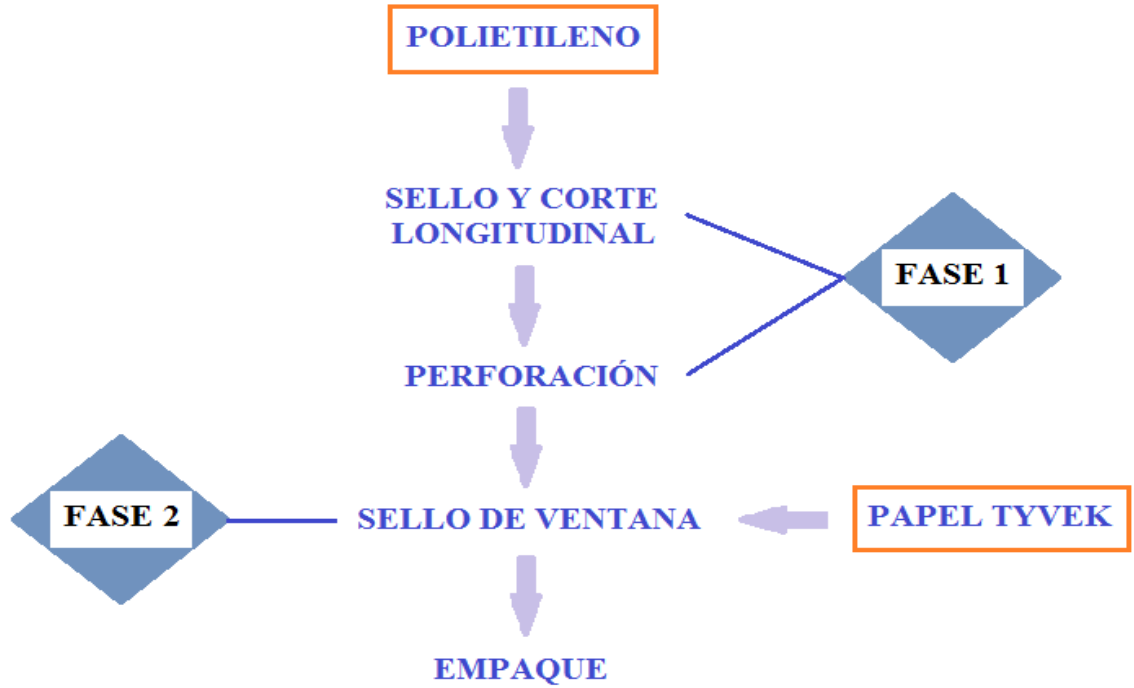 POLIETILENO
SELLO Y CORTE
LONGITUDINAL
FASE 1
PERFORACIÓN
FASE 2
SELLO DE VENTANA
PAPEL TYVEK
EMPAQUE